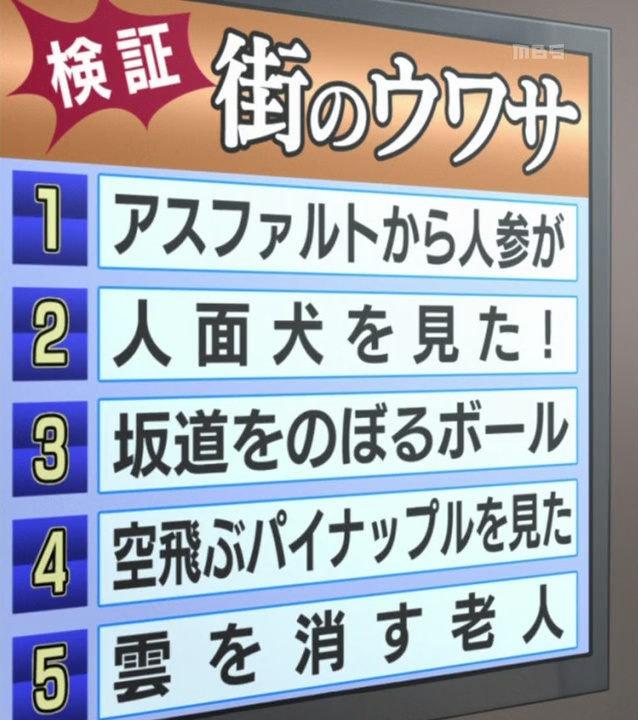 検証
街のウワサ
MBS
1 アスファルトから人参が
2 人面犬を見た!
3 坂道をのぼるボール
4 空飛ぶパイナップルを見た
5 雲を消す老人